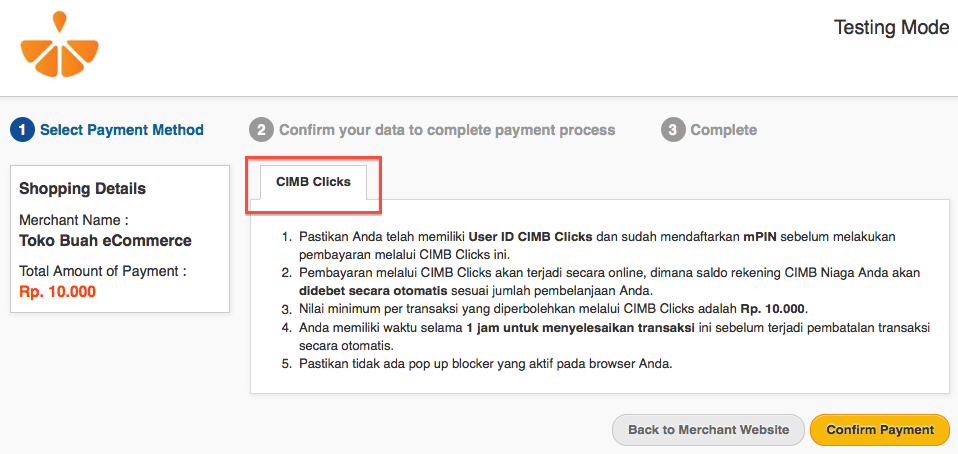 Testing Mode
1 Select Payment Method
2 Confirm your data to complete payment process
3 Complete
Shopping Details
Merchant Name :
Toko Buah eCommerce
Total Amount of Payment :
Rp. 10.000
CIMB Clicks
1. Pastikan Anda telah memiliki User ID CIMB Clicks dan sudah mendaftarkan mPIN sebelum melakukan
pembayaran melalui CIMB Clicks ini.
2. Pembayaran melalui CIMB Clicks akan terjadi secara online, dimana saldo rekening CIMB Niaga Anda akan
didebet secara otomatis sesuai jumlah pembelanjaan Anda.
3. Nilai minimum per transaksi yang diperbolehkan melalui CIMB Clicks adalah Rp. 10.000.
4. Anda memiliki waktu selama 1 jam untuk menyelesaikan transaksi ini sebelum terjadi pembatalan transaksi
secara otomatis.
5. Pastikan tidak ada pop up blocker yang aktif pada browser Anda.
Back to Merchant Website
Confirm Payment